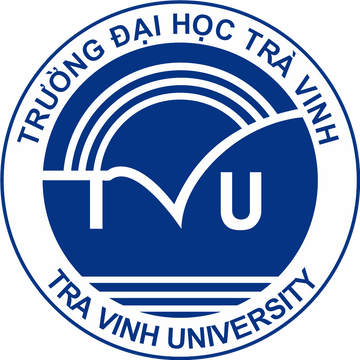 TRƯỜNG ĐẠI HỌC TRÀ VINH
TVU
TRA VINH UNIVERSITY